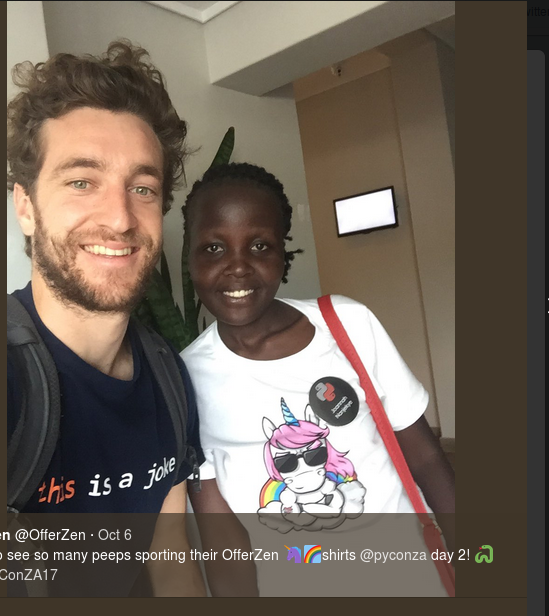 this is a joke
Joannah
en @OfferZen · Oct 6
o see so many peeps sporting their OfferZen 🦄🌈shirts @pyconza day 2! 🐍
ConZA17